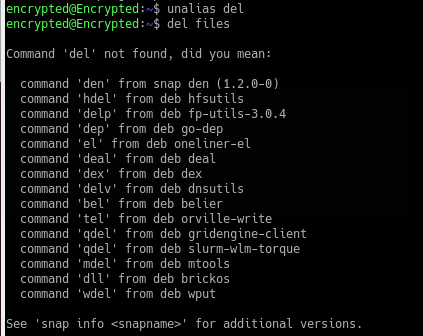 encrypted@Encrypted:~$ unalias del
encrypted@Encrypted:~$ del files
Command 'del' not found, did you mean:
command 'den' from snap den (1.2.0-0)
command 'hdel' from deb hfsutils
command 'delp' from deb fp-utils-3.0.4
command 'dep' from deb go-dep
command 'el' from deb oneliner-el
command 'deal' from deb deal
command 'dex' from deb dex
command 'delv' from deb dnsutils
command 'bel' from deb belier
command 'tel' from deb orville-write
command 'qdel' from deb gridengine-client
command 'qdel' from deb slurm-wlm-torque
command 'mdel' from deb mtools
command 'dll' from deb brickos
command 'wdel' from deb wput
See 'snap info <snapname>' for additional versions.